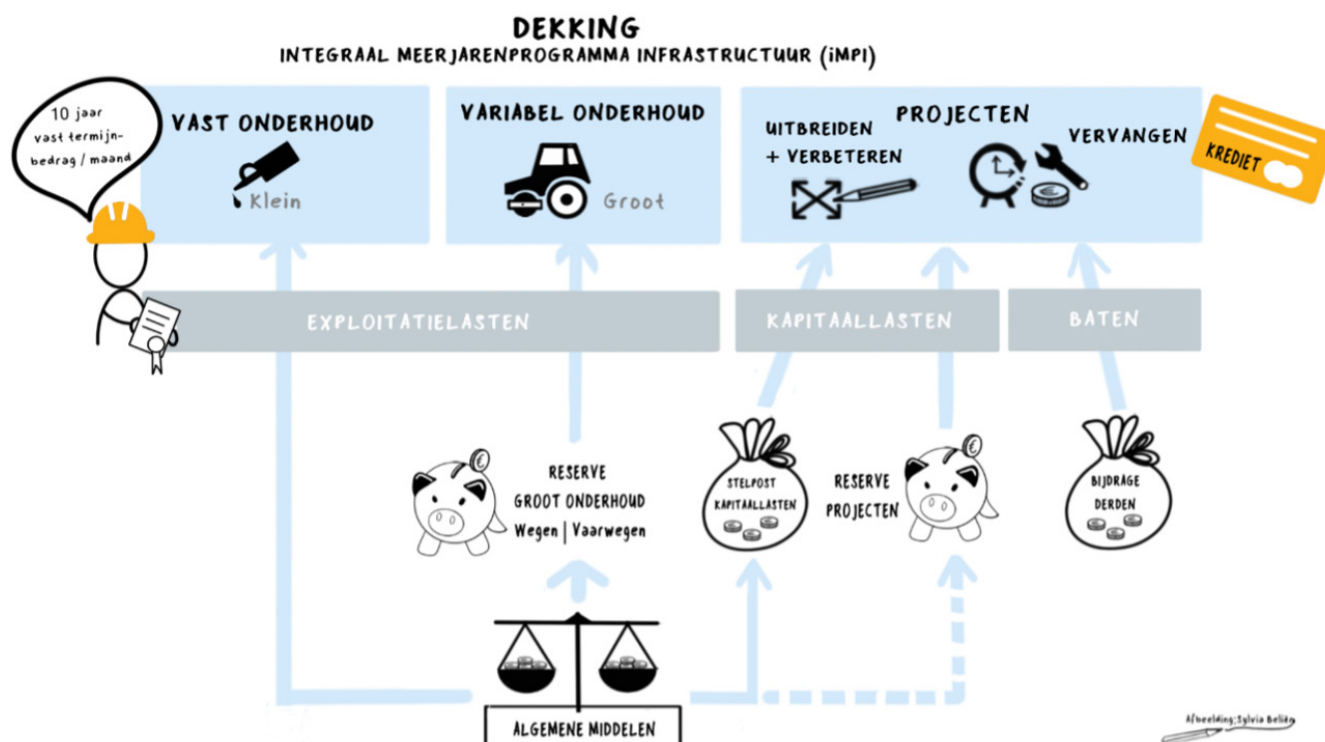 DEKKING
INTEGRAAL MEERJARENPROGRAMMA INFRASTRUCTUUR (iMPI)
10 jaar
vast termijn-
bedrag / maand
VAST ONDERHOUD
Klein
VARIABEL ONDERHOUD
Groot
PROJECTEN
UITBREIDEN
+ VERBETEREN
VERVANGEN
€
KREDIET
EXPLOITATIELASTEN
KAPITAALLASTEN
BATEN
€
RESERVE
GROOT ONDERHOUD
Wegen | Vaarwegen
STELPOST
KAPITAALLASTEN
RESERVE
PROJECTEN
€
BIJDRAGE
DERDEN
ALGEMENE MIDDELEN
Afbeelding: Sylvia Beliën